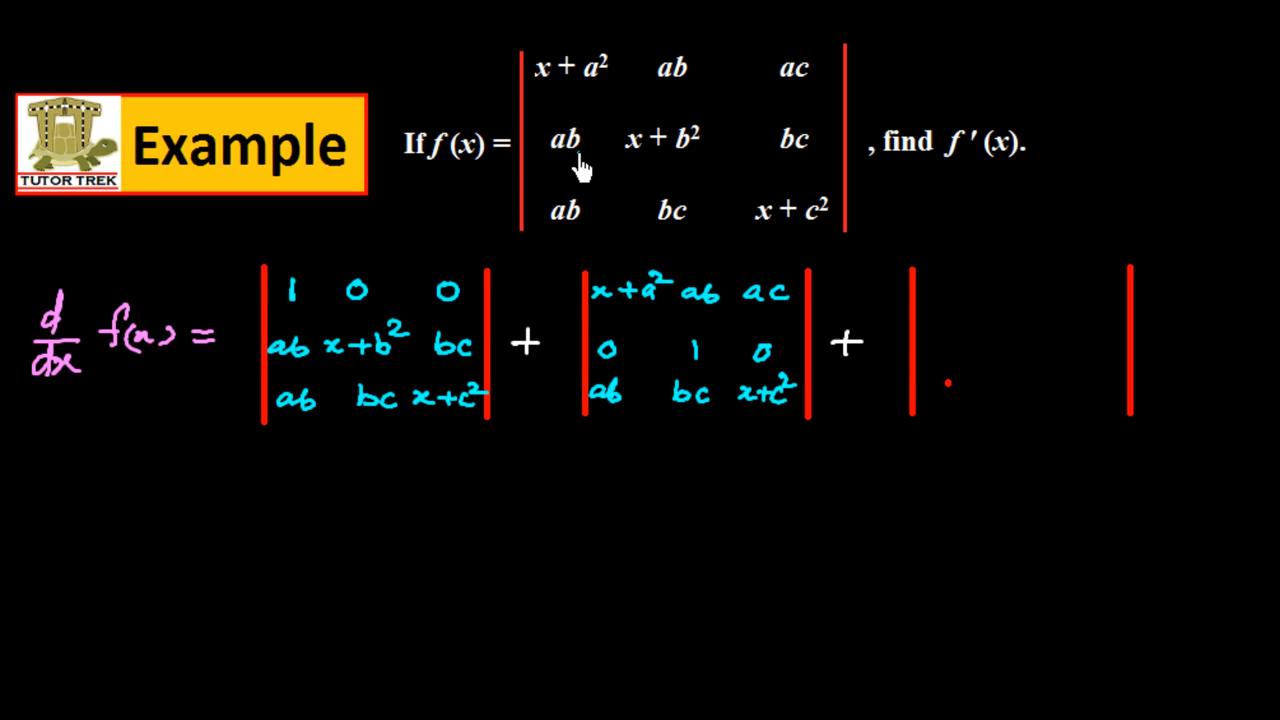 x + a² ab ac
Example If f (x) = ab x + b² bc , find f ′ (x).
TUTOR TREK
ab bc x + c²
1 0 0 x+a² ab ac
d/dx f(x) = ab x+b² bc + 0 1 0 +
ab bc x+c² ab bc x+c²